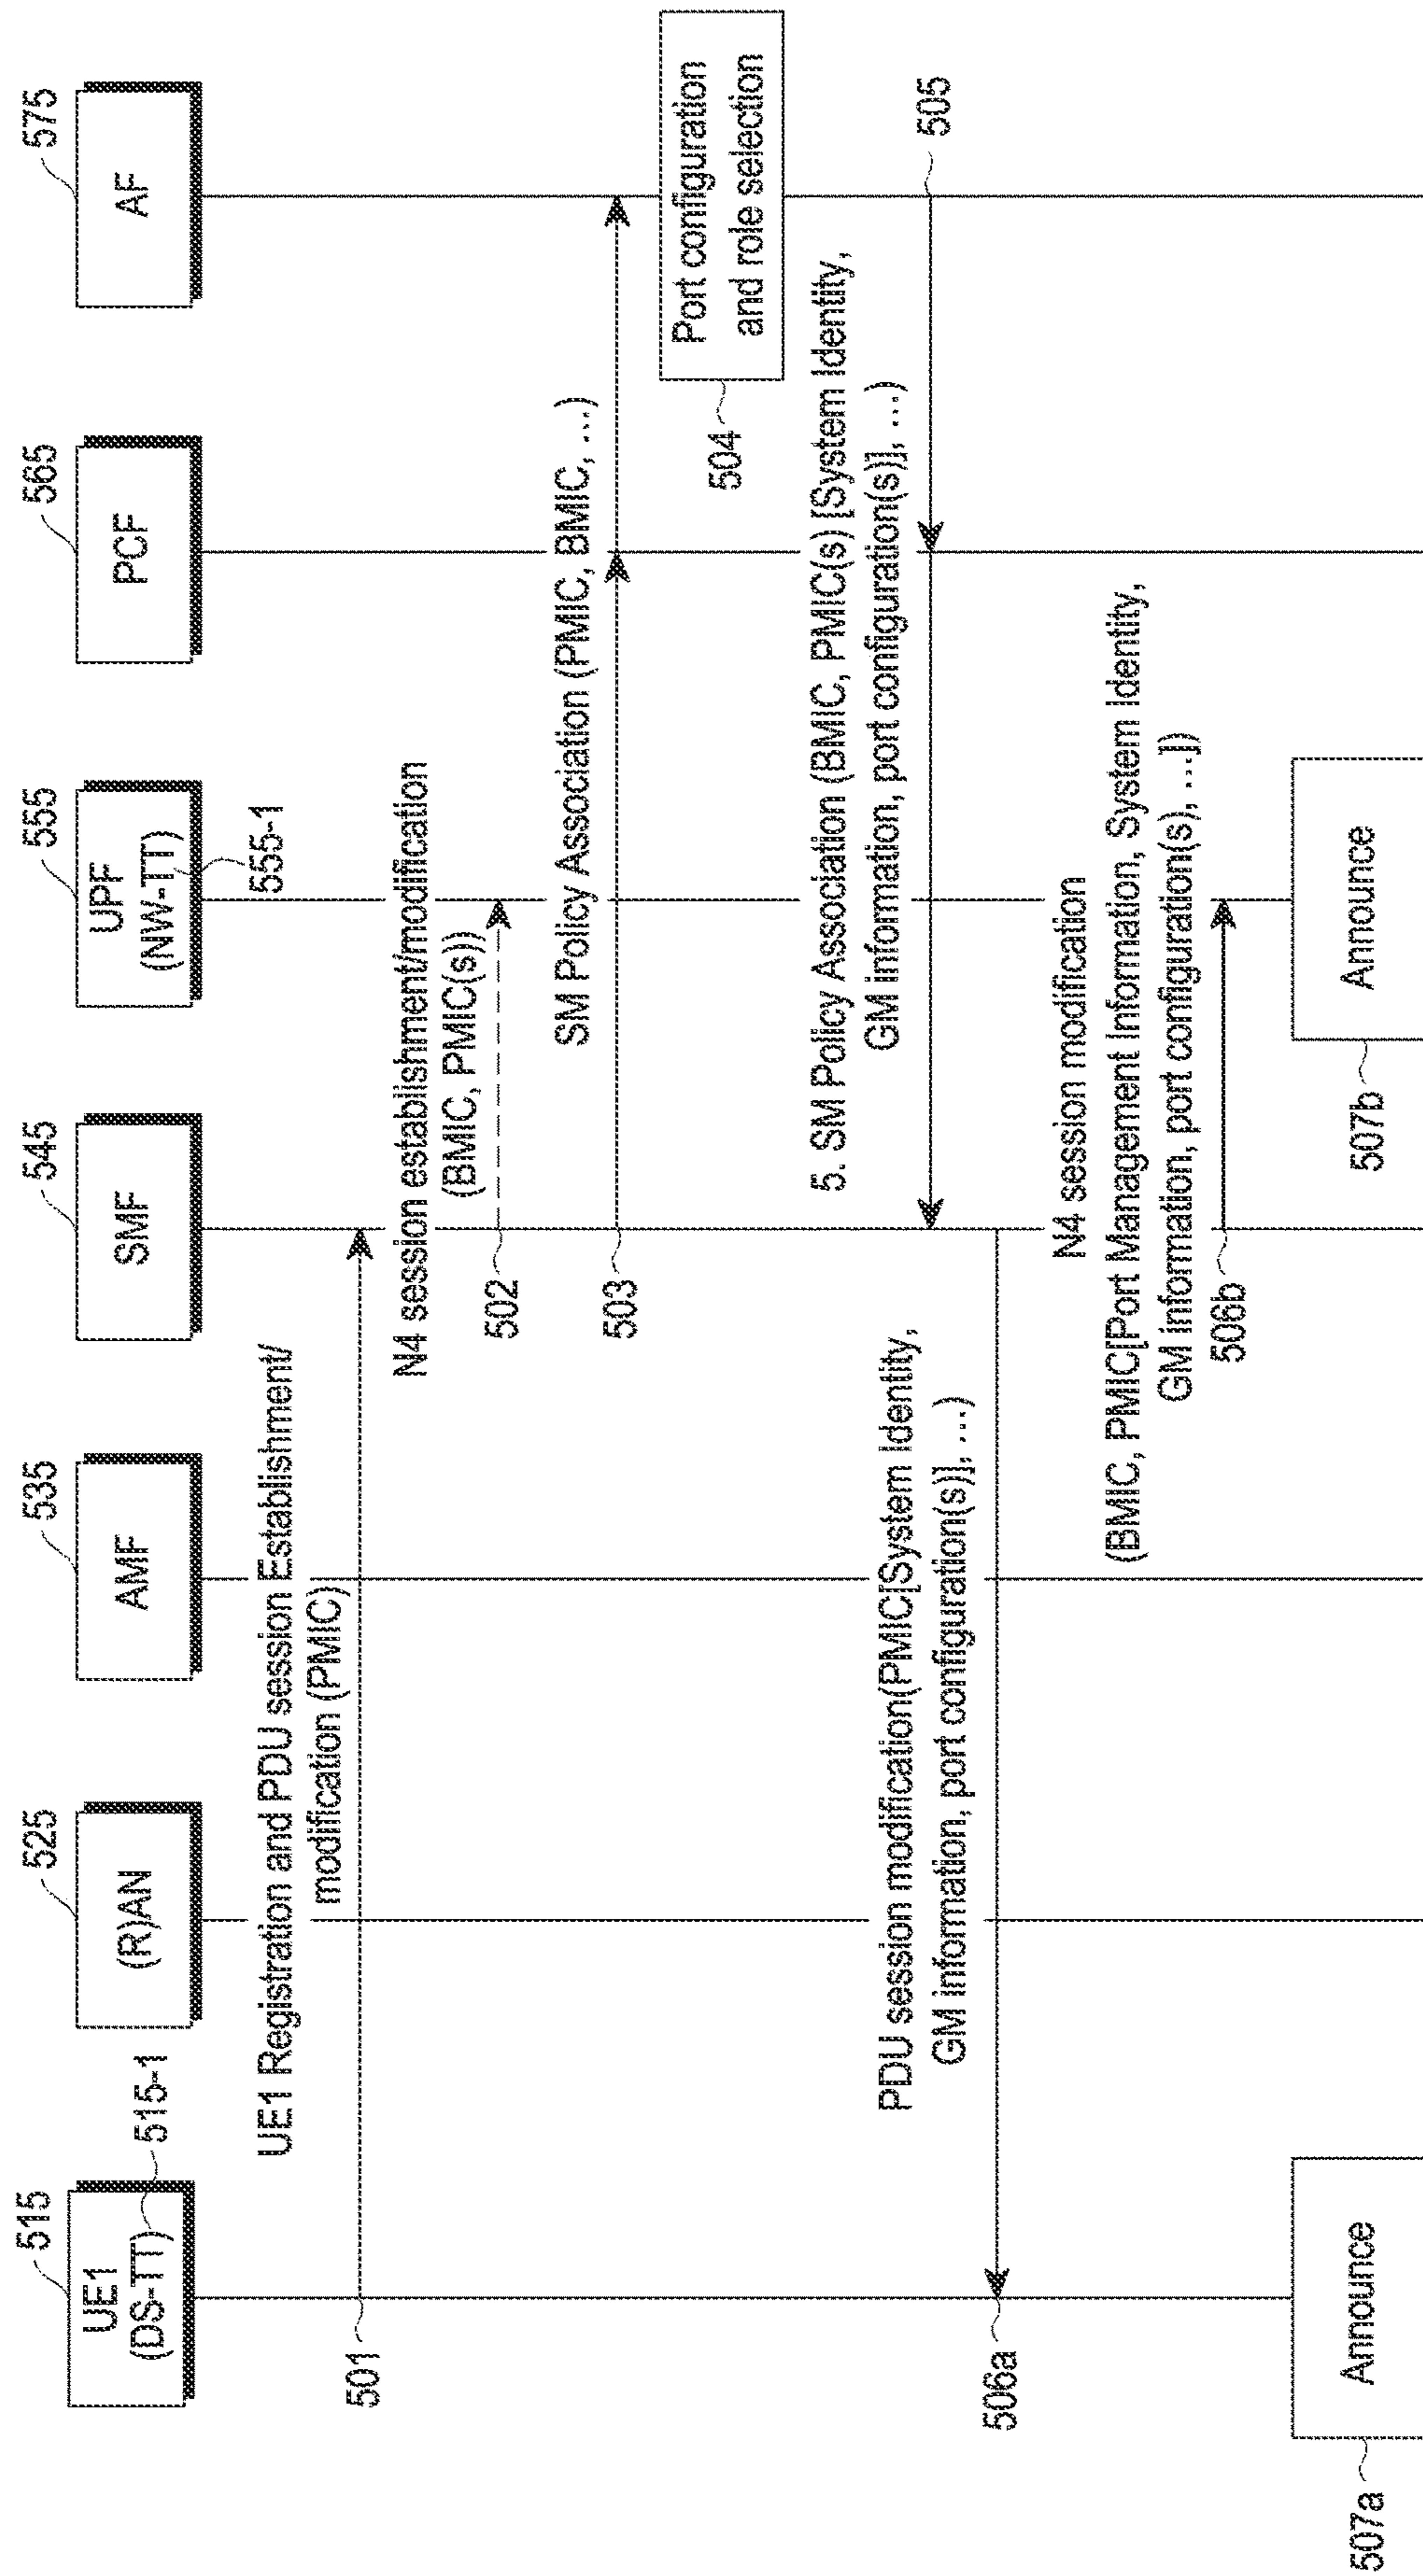 515
UE1
(DS-TT)
515-1
525
(R)AN
535
AMF
545
SMF
555
UPF
(NW-TT)
555-1
565
PCF
575
AF
UE1 Registration and PDU session Establishment/
modification (PMIC)
501
N4 session establishment/modification
(BMIC, PMIC(s))
502
SM Policy Association (PMIC, BMIC, ...)
503
Port configuration
and role selection
504
5. SM Policy Association (BMIC, PMIC(s) [System Identity,
GM information, port configuration(s)], ...)
505
PDU session modification(PMIC[System Identity,
GM information, port configuration(s)], ...)
506a
N4 session modification
(BMIC, PMIC[Port Management Information, System Identity,
GM information, port configuration(s), ...])
506b
Announce
507a
Announce
507b